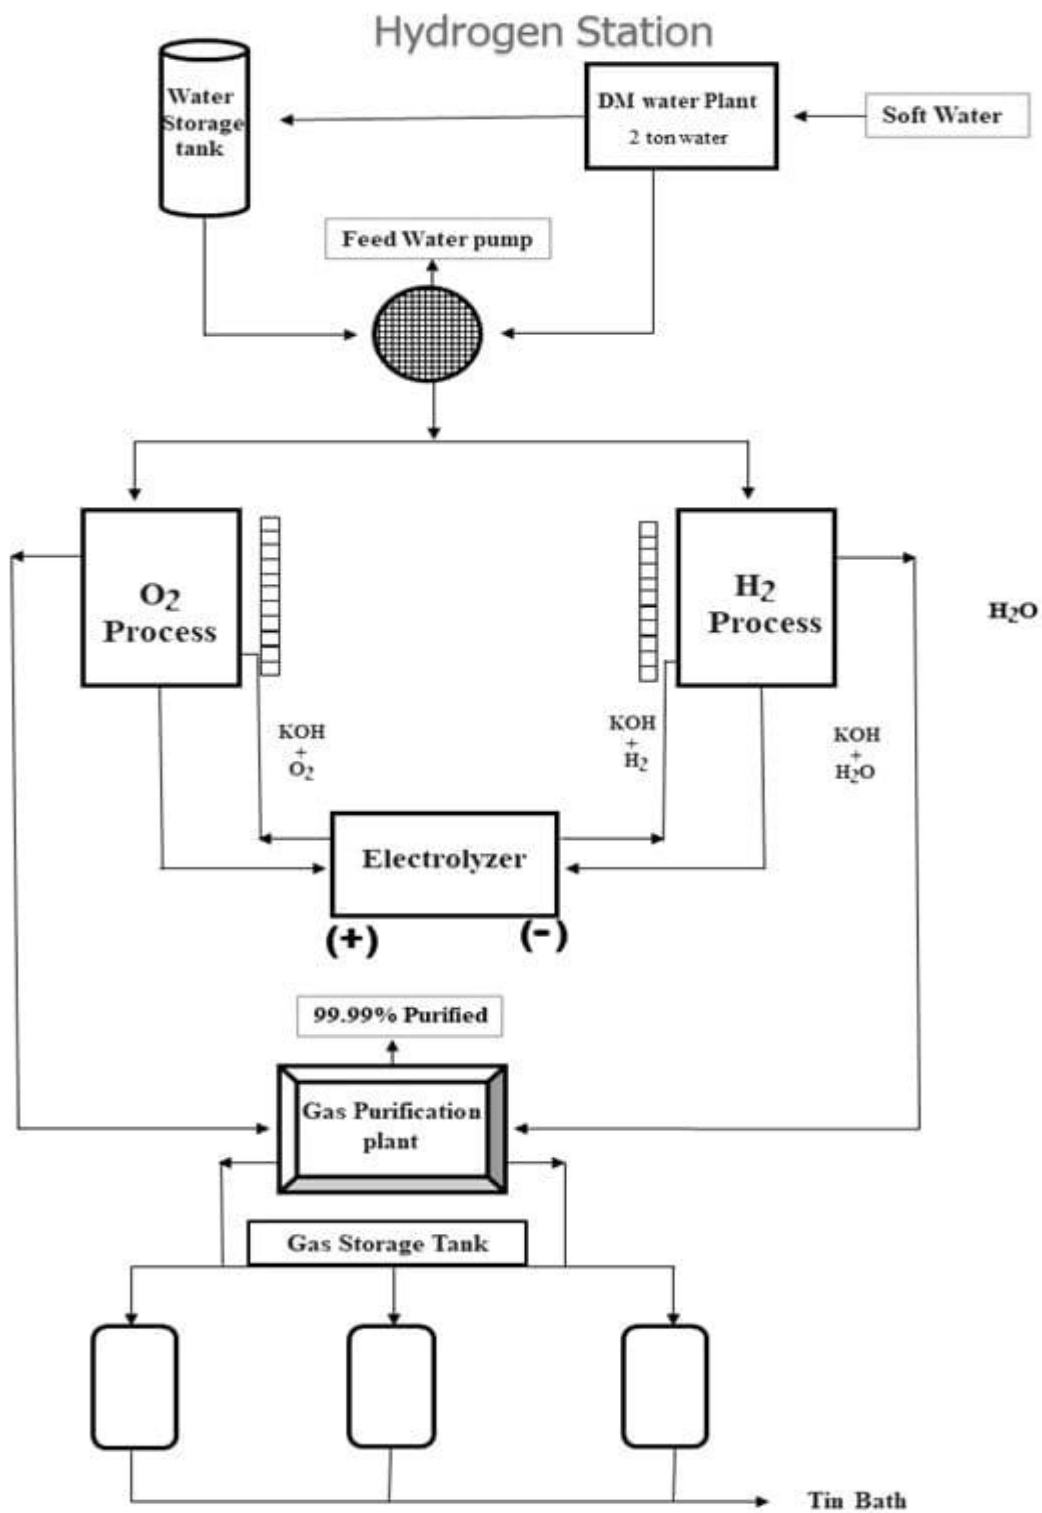 Hydrogen Station
Water
Storage
tank
DM water Plant
2 ton water
Soft Water
Feed Water pump
O2
Process
H2
Process
H2O
KOH
+
O2
KOH
+
H2
KOH
+
H2O
Electrolyzer
(+)
(-)
99.99% Purified
Gas Purification
plant
Gas Storage Tank
Tin Bath